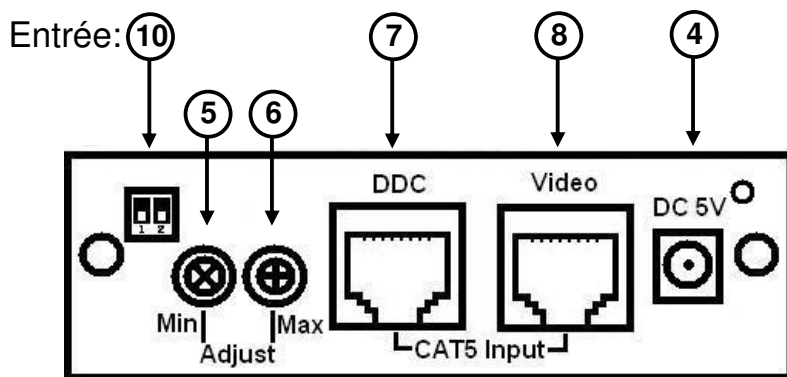 Entrée: 10 7 8 4
5 6
DDC Video
DC 5V
1 2
Min Max
Adjust CAT5 Input